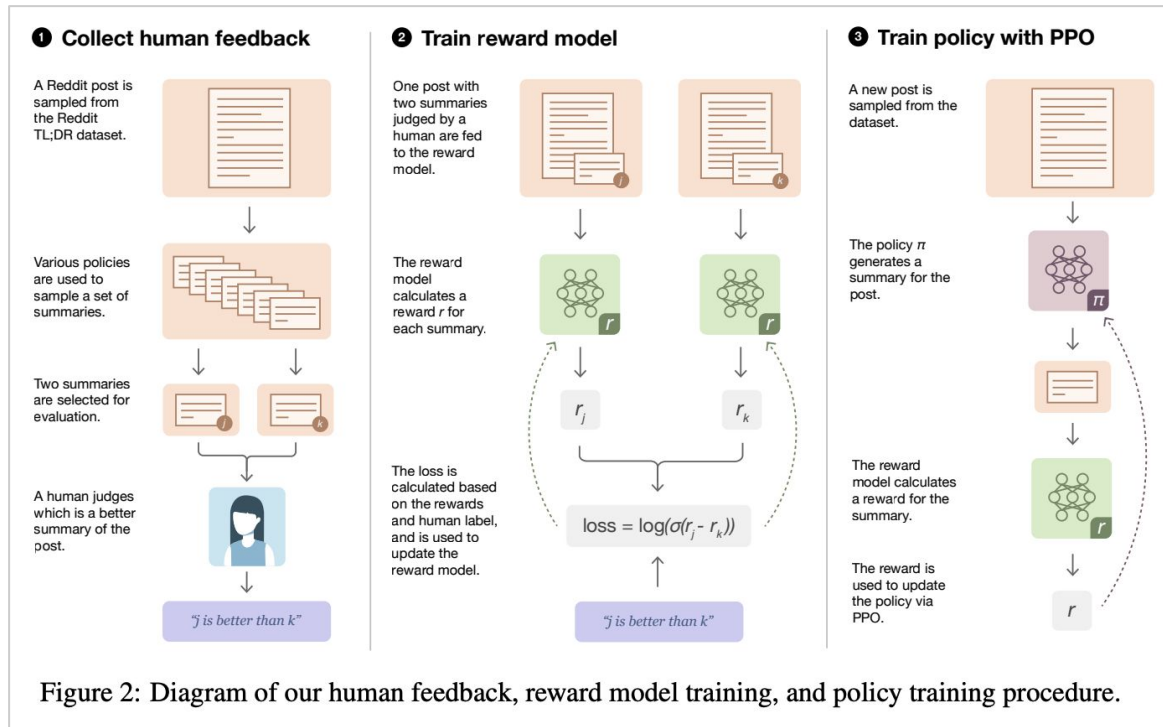 1 Collect human feedback
A Reddit post is
sampled from
the Reddit
TL;DR dataset.
Various policies
are used to
sample a set of
summaries.
Two summaries
are selected for
evaluation.
j
k
A human judges
which is a better
summary of the
post.
“j is better than k”
2 Train reward model
One post with
two summaries
judged by a
human are fed
to the reward
model.
j
k
The reward
model
calculates a
reward r for
each summary.
r
r
rj
rk
The loss is
calculated based
on the rewards
and human label,
and is used to
update the
reward model.
loss = log(σ(rj - rk))
“j is better than k”
3 Train policy with PPO
A new post is
sampled from the
dataset.
The policy π
generates a
summary for the
post.
π
The reward
model calculates
a reward for the
summary.
r
The reward is
used to update
the policy via
PPO.
r
Figure 2: Diagram of our human feedback, reward model training, and policy training procedure.